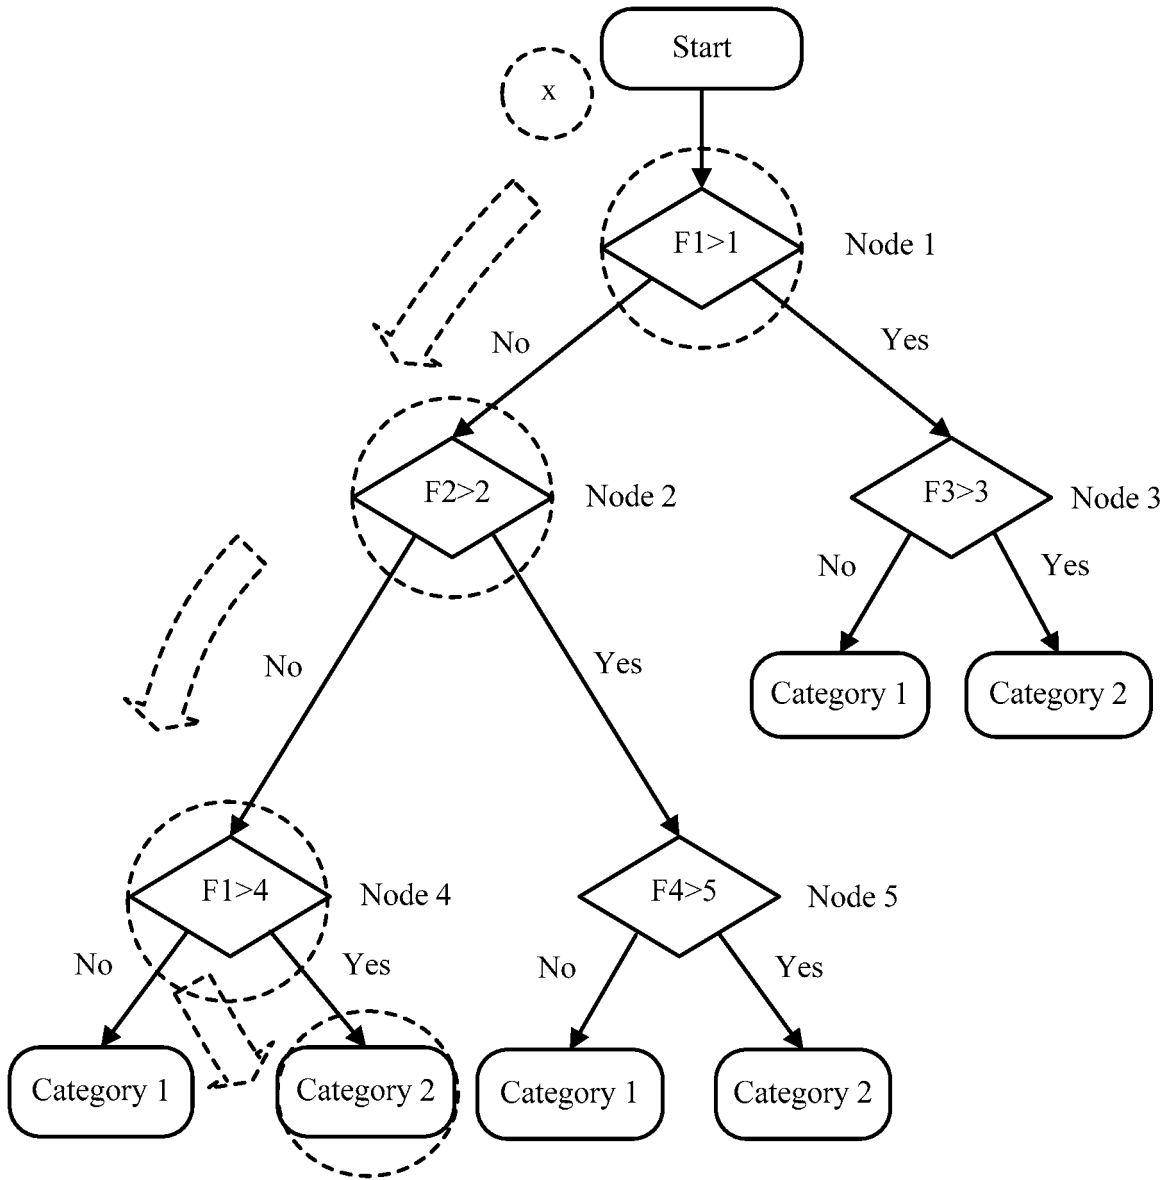 Start
x
F1>1
Node 1
No
Yes
F2>2
Node 2
F3>3
Node 3
No
Yes
No
Yes
Category 1
Category 2
F1>4
Node 4
F4>5
Node 5
No
Yes
No
Yes
Category 1
Category 2
Category 1
Category 2